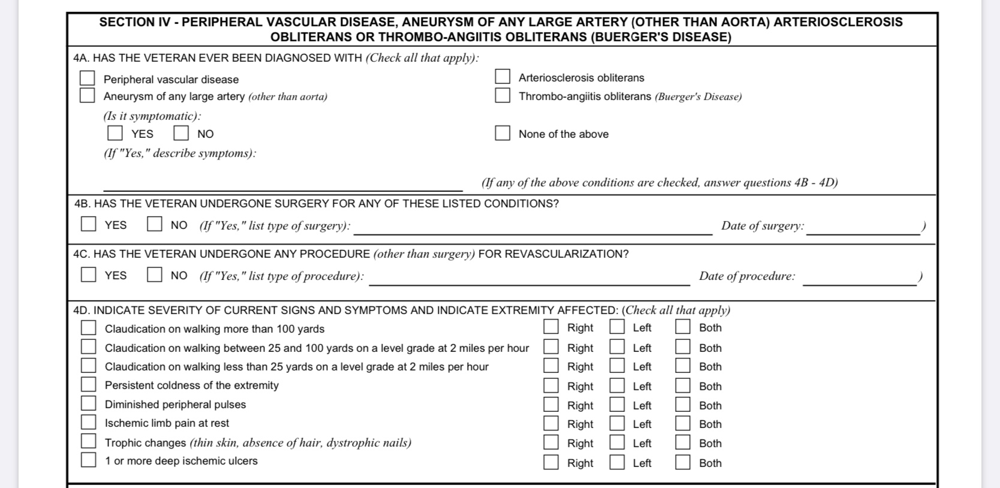 SECTION IV - PERIPHERAL VASCULAR DISEASE, ANEURYSM OF ANY LARGE ARTERY (OTHER THAN AORTA) ARTERIOSCLEROSIS
OBLITERANS OR THROMBO-ANGIITIS OBLITERANS (BUERGER'S DISEASE)
4A. HAS THE VETERAN EVER BEEN DIAGNOSED WITH (Check all that apply):
Peripheral vascular disease
Arteriosclerosis obliterans
Aneurysm of any large artery (other than aorta)
Thrombo-angiitis obliterans (Buerger's Disease)
(Is it symptomatic):
YES NO
None of the above
(If "Yes," describe symptoms):
(If any of the above conditions are checked, answer questions 4B - 4D)
4B. HAS THE VETERAN UNDERGONE SURGERY FOR ANY OF THESE LISTED CONDITIONS?
YES NO (If "Yes," list type of surgery): Date of surgery: )
4C. HAS THE VETERAN UNDERGONE ANY PROCEDURE (other than surgery) FOR REVASCULARIZATION?
YES NO (If "Yes," list type of procedure): Date of procedure: )
4D. INDICATE SEVERITY OF CURRENT SIGNS AND SYMPTOMS AND INDICATE EXTREMITY AFFECTED: (Check all that apply)
Claudication on walking more than 100 yards Right Left Both
Claudication on walking between 25 and 100 yards on a level grade at 2 miles per hour Right Left Both
Claudication on walking less than 25 yards on a level grade at 2 miles per hour Right Left Both
Persistent coldness of the extremity Right Left Both
Diminished peripheral pulses Right Left Both
Ischemic limb pain at rest Right Left Both
Trophic changes (thin skin, absence of hair, dystrophic nails) Right Left Both
1 or more deep ischemic ulcers Right Left Both